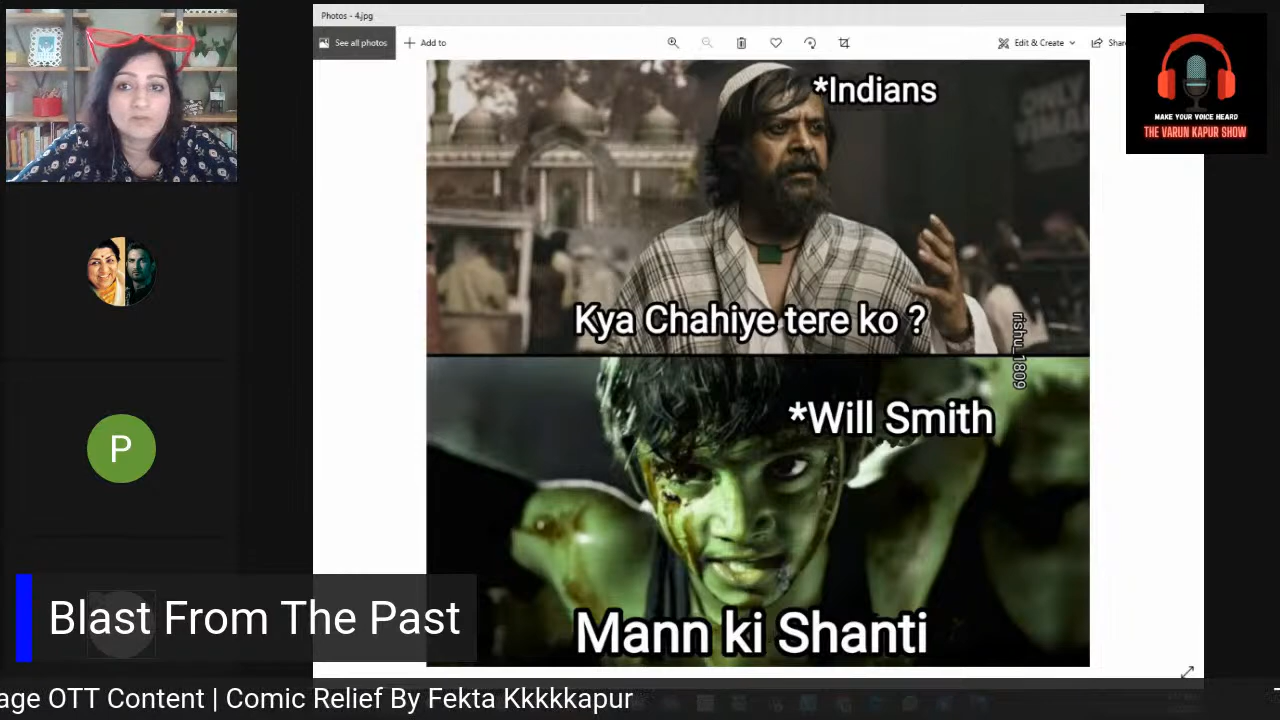 Photos - 4.jpg
See all photos
Add to
Edit & Create
Shar
MAKE YOUR VOICE HEARD
THE VARUN KAPUR SHOW
*Indians
Kya Chahiye tere ko ?
rishu_1809
*Will Smith
Mann ki Shanti
P
Blast From The Past
age OTT Content | Comic Relief By Fekta Kkkkkapur